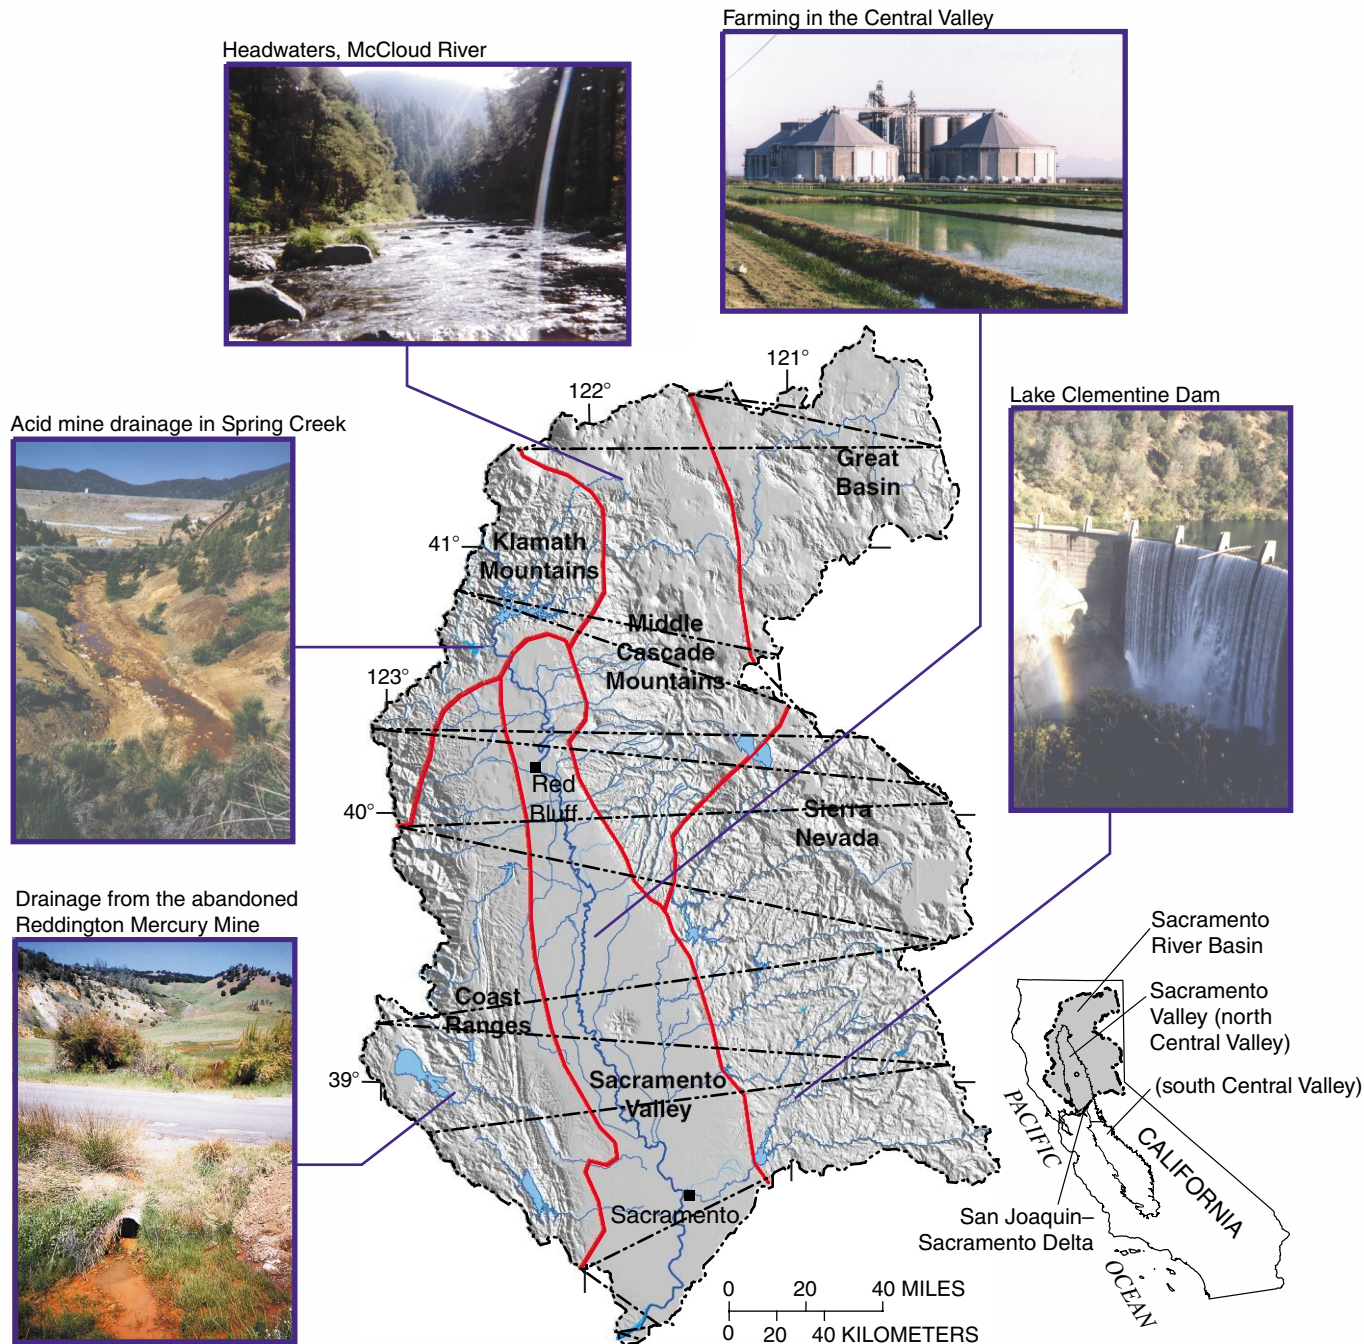 Farming in the Central Valley
Headwaters, McCloud River
121°
122°
Lake Clementine Dam
Acid mine drainage in Spring Creek
Great
Basin
41°
Klamath
Mountains
Middle
Cascade
Mountains
123°
Red
Bluff
40°
Sierra
Nevada
Drainage from the abandoned
Reddington Mercury Mine
Sacramento
River Basin
Coast
Ranges
Sacramento
Valley (north
Central Valley)
39°
Sacramento
Valley
(south Central Valley)
PACIFIC
CALIFORNIA
Sacramento
San Joaquin–
Sacramento Delta
OCEAN
0 20 40 MILES
0 20 40 KILOMETERS